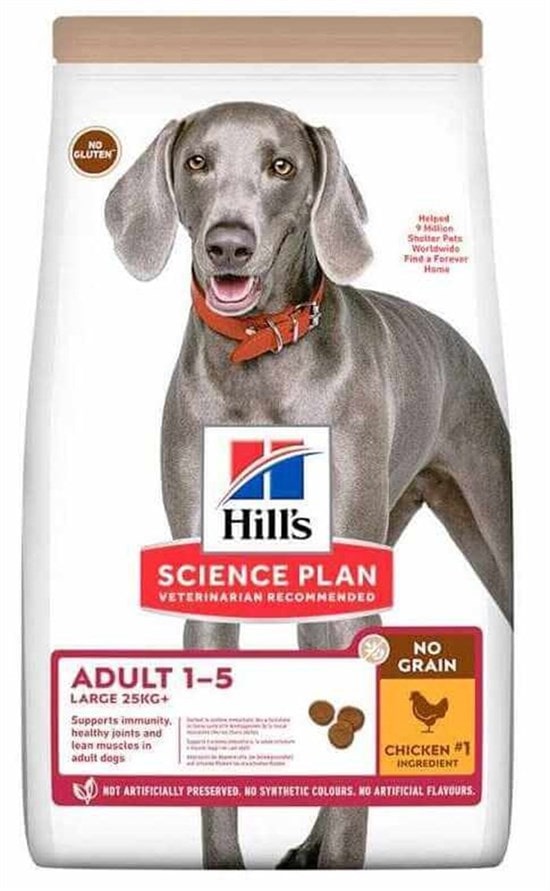 NO
GLUTEN
Helped
9 Million
Shelter Pets
Worldwide
Find a Forever
Home
Hill's
SCIENCE PLAN
VETERINARIAN RECOMMENDED
NO
GRAIN
ADULT 1-5
LARGE 25KG+
Supports immunity,
healthy joints and
lean muscles in
adult dogs
CHICKEN #1
INGREDIENT
NOT ARTIFICIALLY PRESERVED. NO SYNTHETIC COLOURS. NO ARTIFICIAL FLAVOURS.